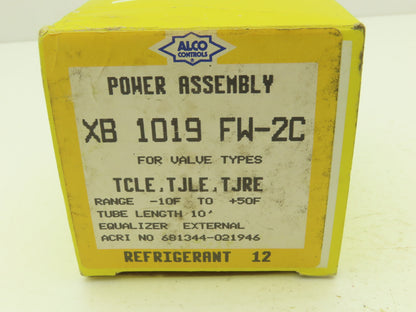 ALCO
CONTROLS
POWER ASSEMBLY
XB 1019 FW-2C
FOR VALVE TYPES
TCLE,TJLE,TJRE
RANGE -10F TO +50F
TUBE LENGTH 10'
EQUALIZER EXTERNAL
ACRI NO 681344-021946
REFRIGERANT 12